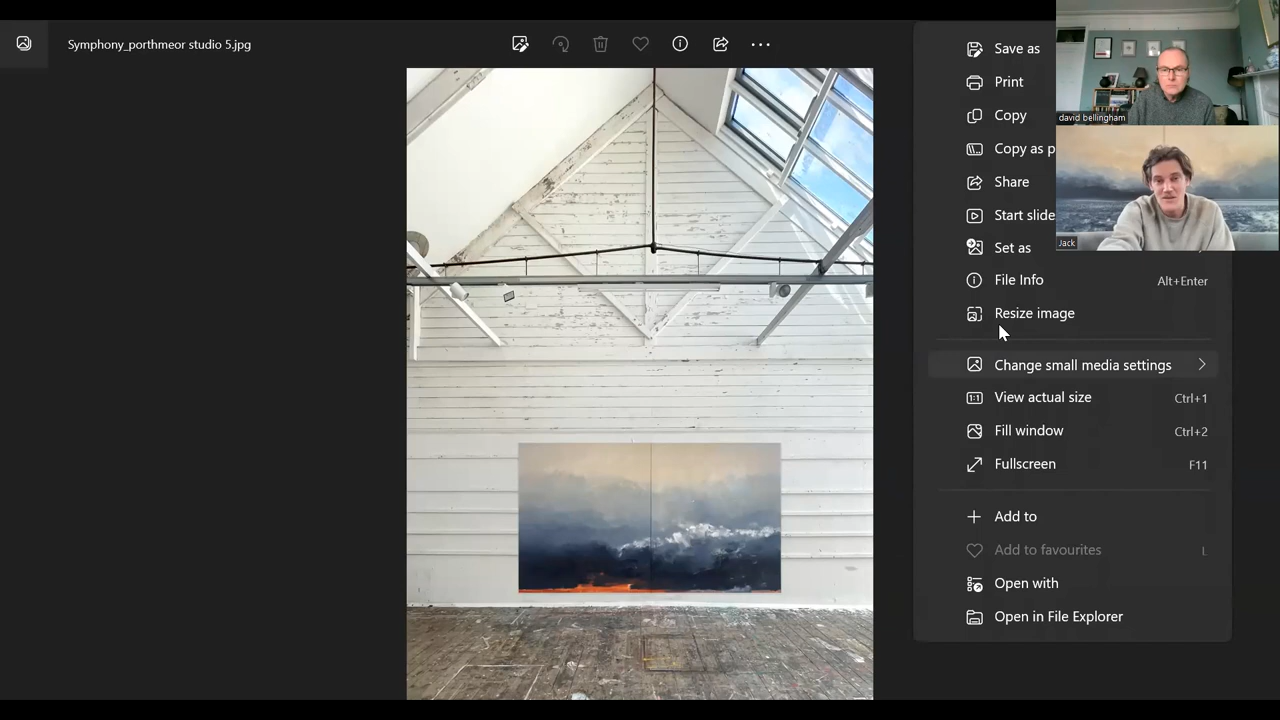 Symphony_porthmeor studio 5.jpg
Save as
Print
Copy
Copy as p
Share
Start slide
Set as
File Info Alt+Enter
Resize image
Change small media settings
1:1 View actual size Ctrl+1
Fill window Ctrl+2
Fullscreen F11
Add to
Add to favourites L
Open with
Open in File Explorer
david bellingham
Jack